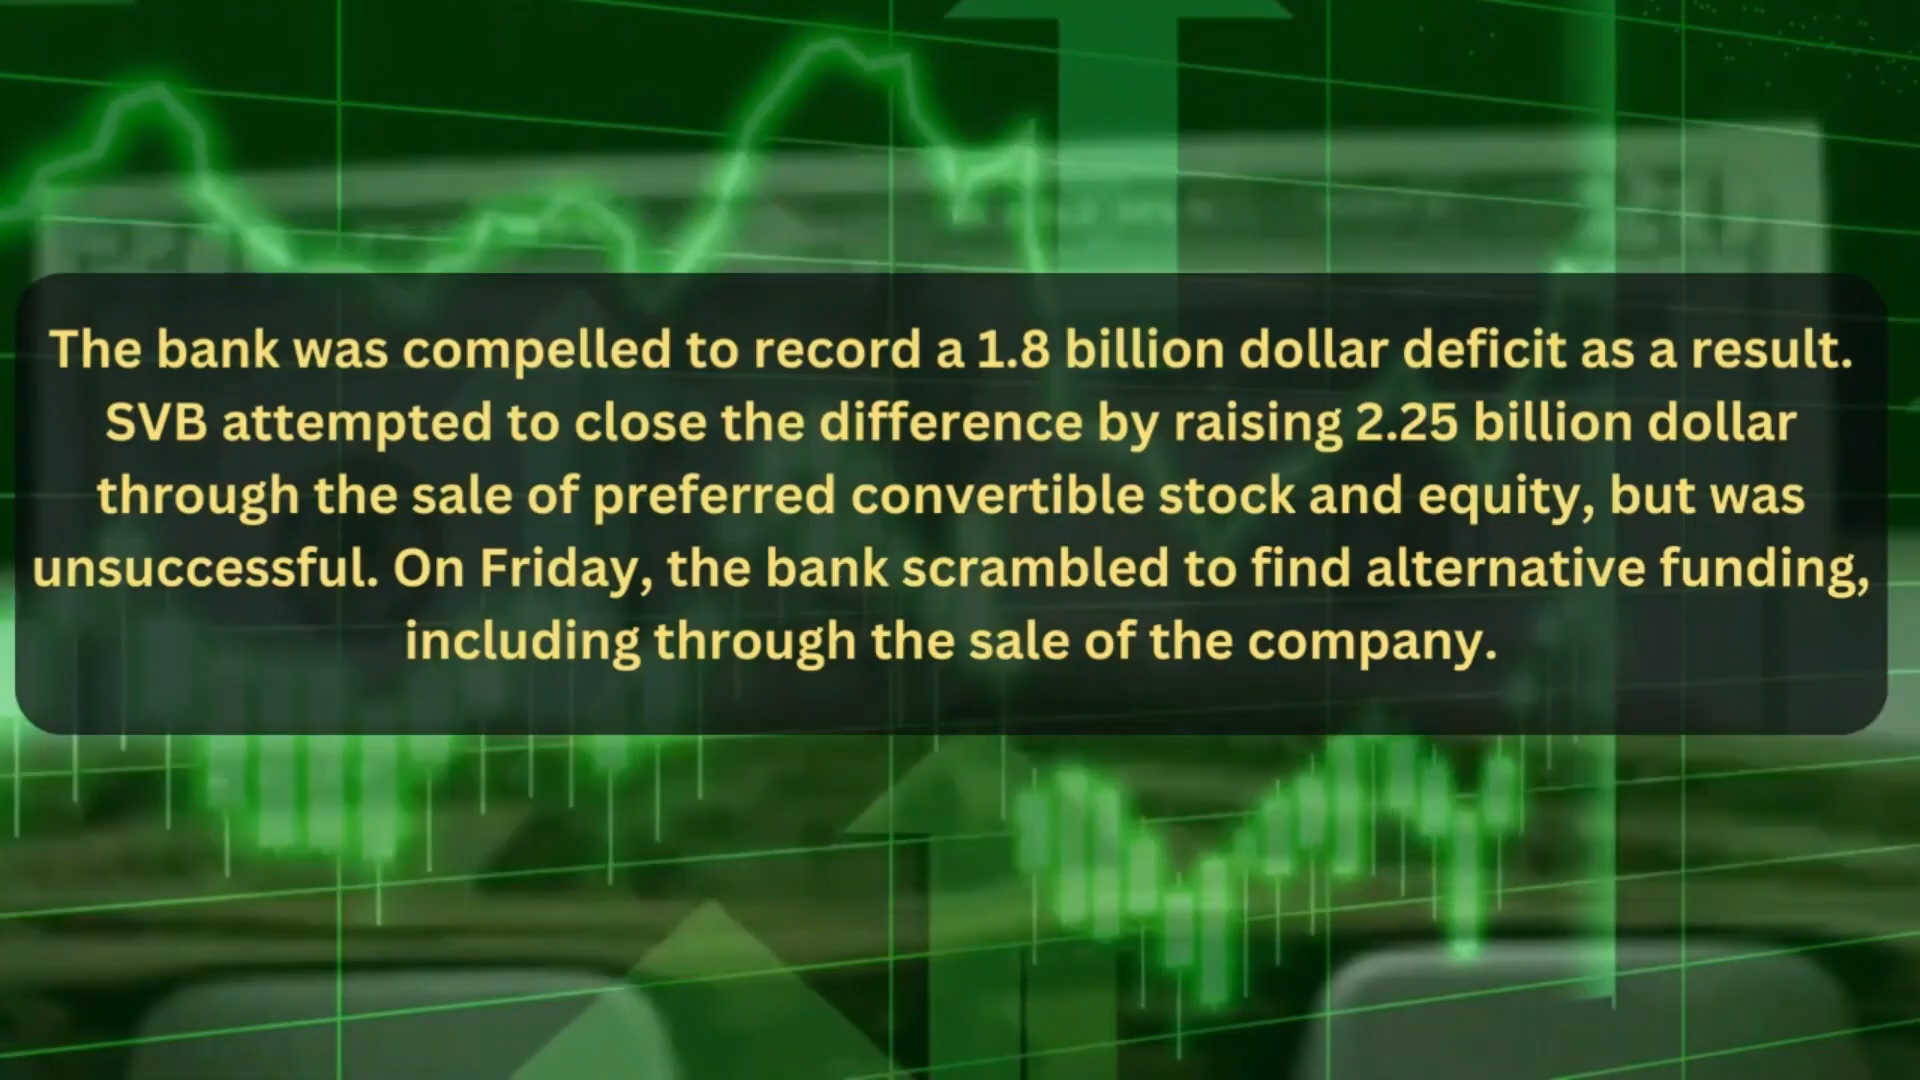 The bank was compelled to record a 1.8 billion dollar deficit as a result.
SVB attempted to close the difference by raising 2.25 billion dollar
through the sale of preferred convertible stock and equity, but was
unsuccessful. On Friday, the bank scrambled to find alternative funding,
including through the sale of the company.